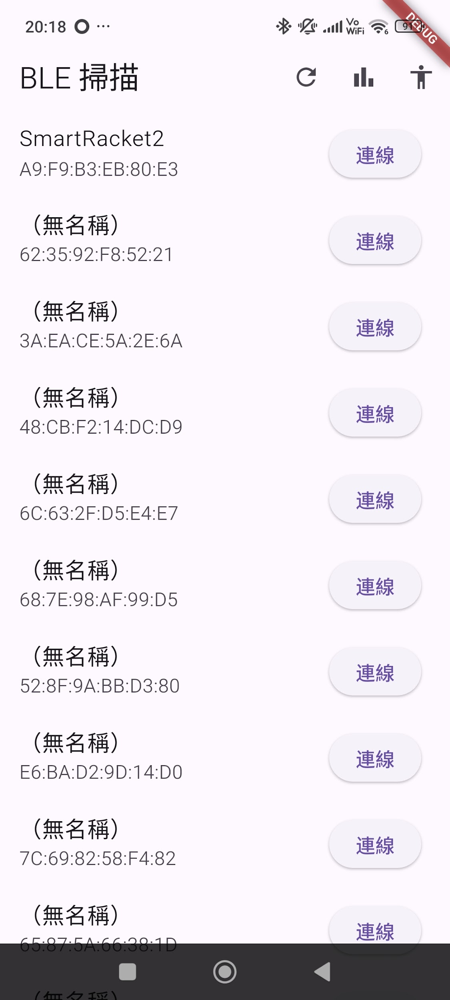 20:18
Vo
WiFi
6
91
DEBUG
BLE 掃描
SmartRacket2
A9:F9:B3:EB:80:E3
連線
（無名稱）
62:35:92:F8:52:21
連線
（無名稱）
3A:EA:CE:5A:2E:6A
連線
（無名稱）
48:CB:F2:14:DC:D9
連線
（無名稱）
6C:63:2F:D5:E4:E7
連線
（無名稱）
68:7E:98:AF:99:D5
連線
（無名稱）
52:8F:9A:BB:D3:80
連線
（無名稱）
E6:BA:D2:9D:14:D0
連線
（無名稱）
7C:69:82:58:F4:82
連線
（無名稱）
65:87:5A:66:38:1D
連線
（無名稱）